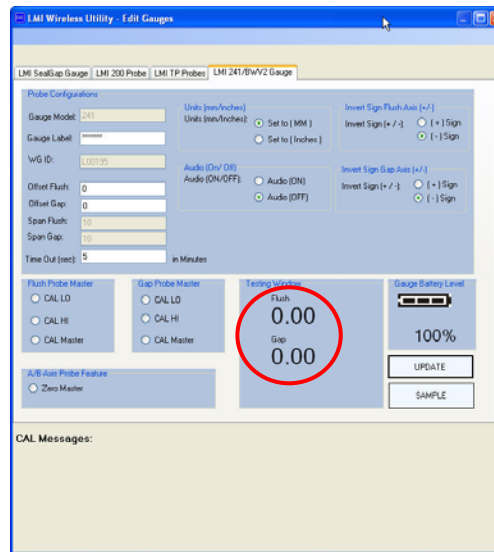 LMI Wireless Utility - Edit Gauges
LMI SealGap Gauge LMI 200 Probe LMI TP Probes LMI 241/BWV2 Gauge
Probe Configurations
Gauge Model: 241
Gauge Label: *******
WG ID: L00195
Offset Flush: 0
Offset Gap: 0
Span Flush: 10
Span Gap: 10
Time Out (sec): 5 in Minutes
Units (mm/Inches)
Units (mm/Inches): Set to ( MM )
Set to ( Inches )
Audio (On/ Off)
Audio (ON/OFF): Audio (ON)
Audio (OFF)
Invert Sign Flush Axis (+/-)
Invert Sign (+ / -): ( + ) Sign
( - ) Sign
Invert Sign Gap Axis (+/-)
Invert Sign (+ / -): ( + ) Sign
( - ) Sign
Flush Probe Master
CAL LO
CAL HI
CAL Master
Gap Probe Master
CAL LO
CAL HI
CAL Master
A/B Axis Probe Feature
Zero Master
Testing Window
Flush
0.00
Gap
0.00
Gauge Battery Level
100%
UPDATE
SAMPLE
CAL Messages: